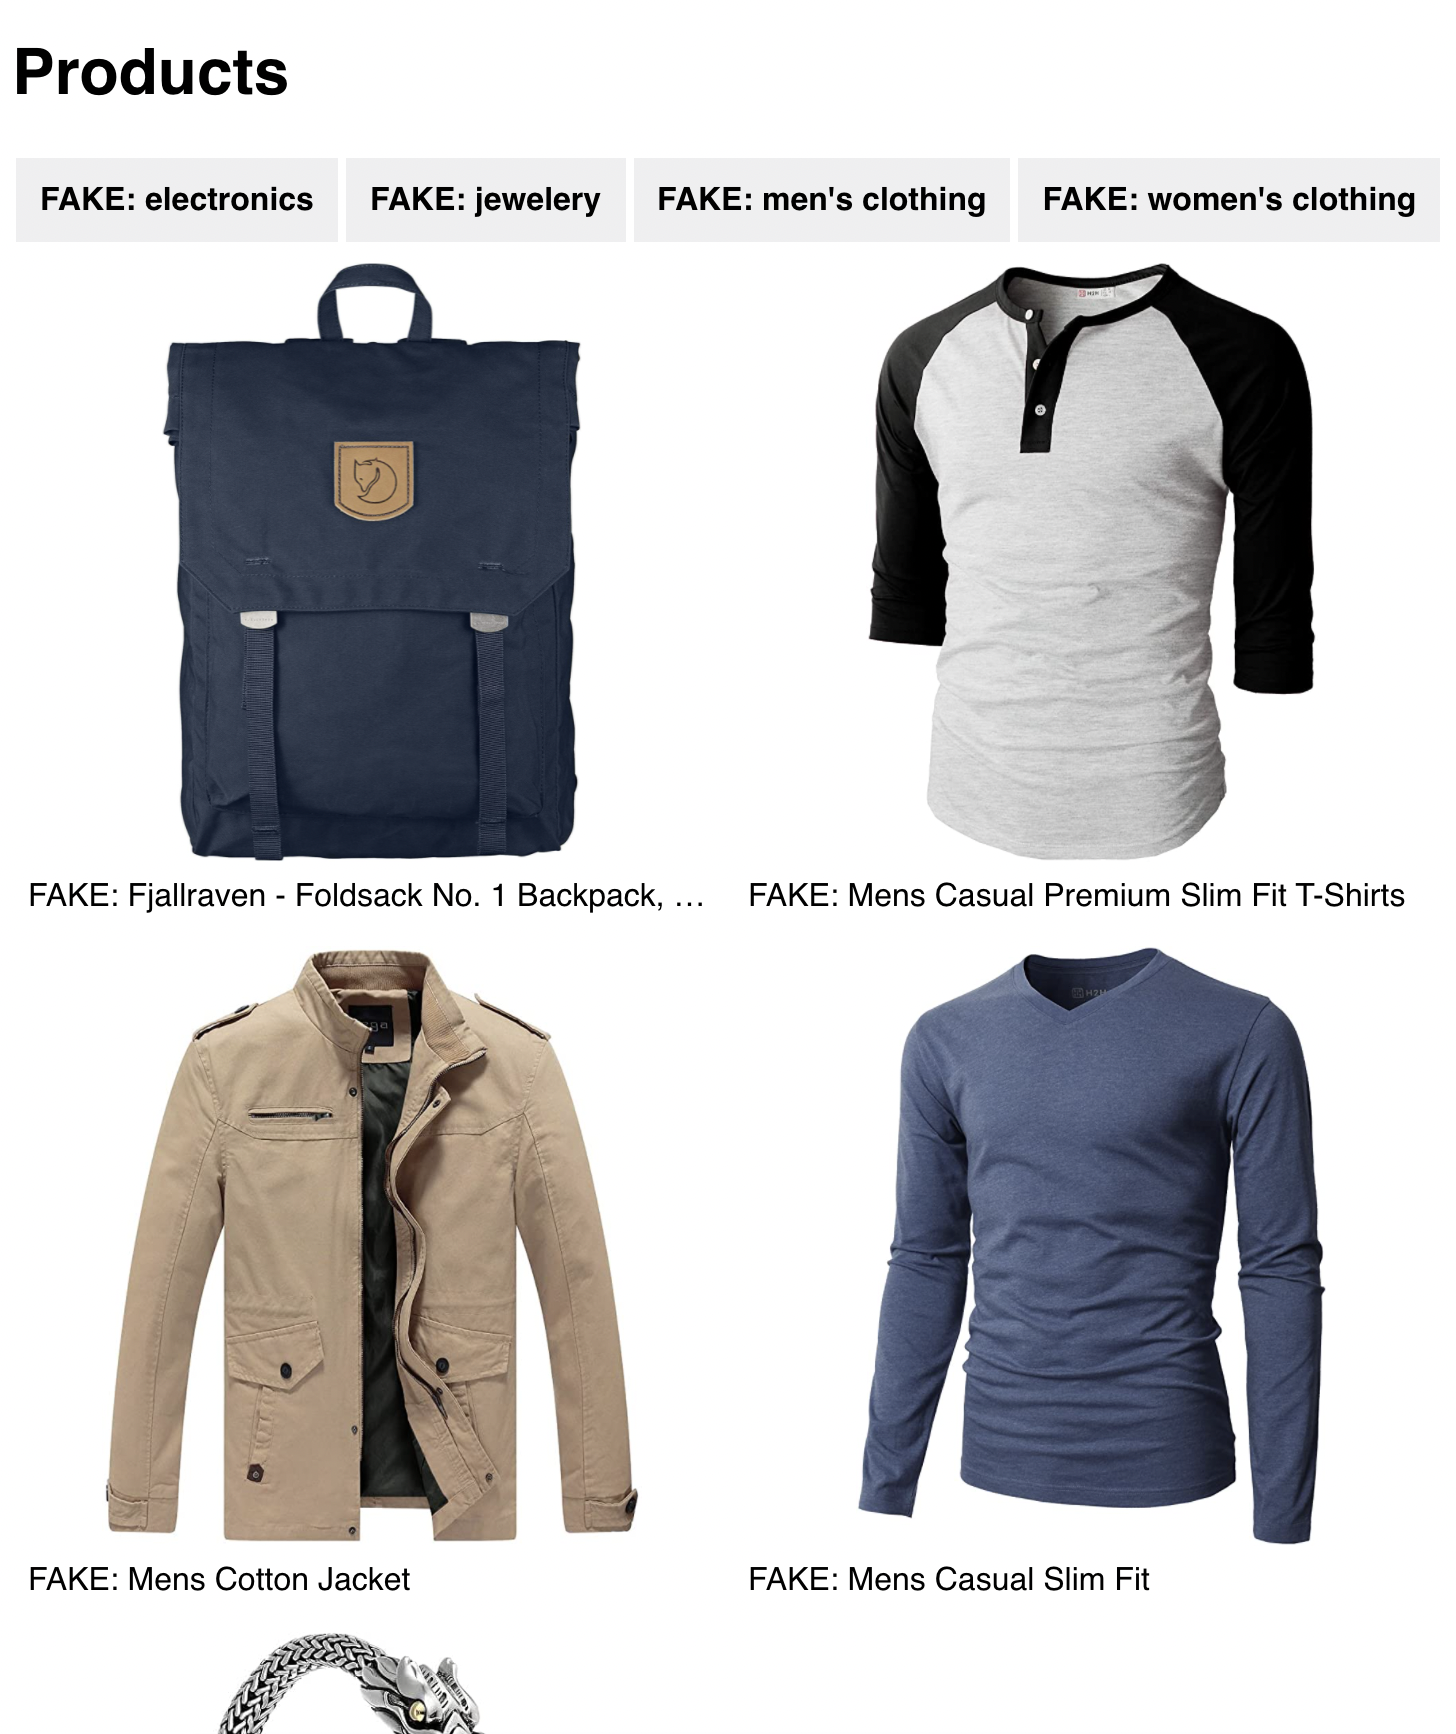 Products
FAKE: electronics
FAKE: jewelery
FAKE: men's clothing
FAKE: women's clothing
FAKE: Fjallraven - Foldsack No. 1 Backpack, …
FAKE: Mens Casual Premium Slim Fit T-Shirts
FAKE: Mens Cotton Jacket
FAKE: Mens Casual Slim Fit